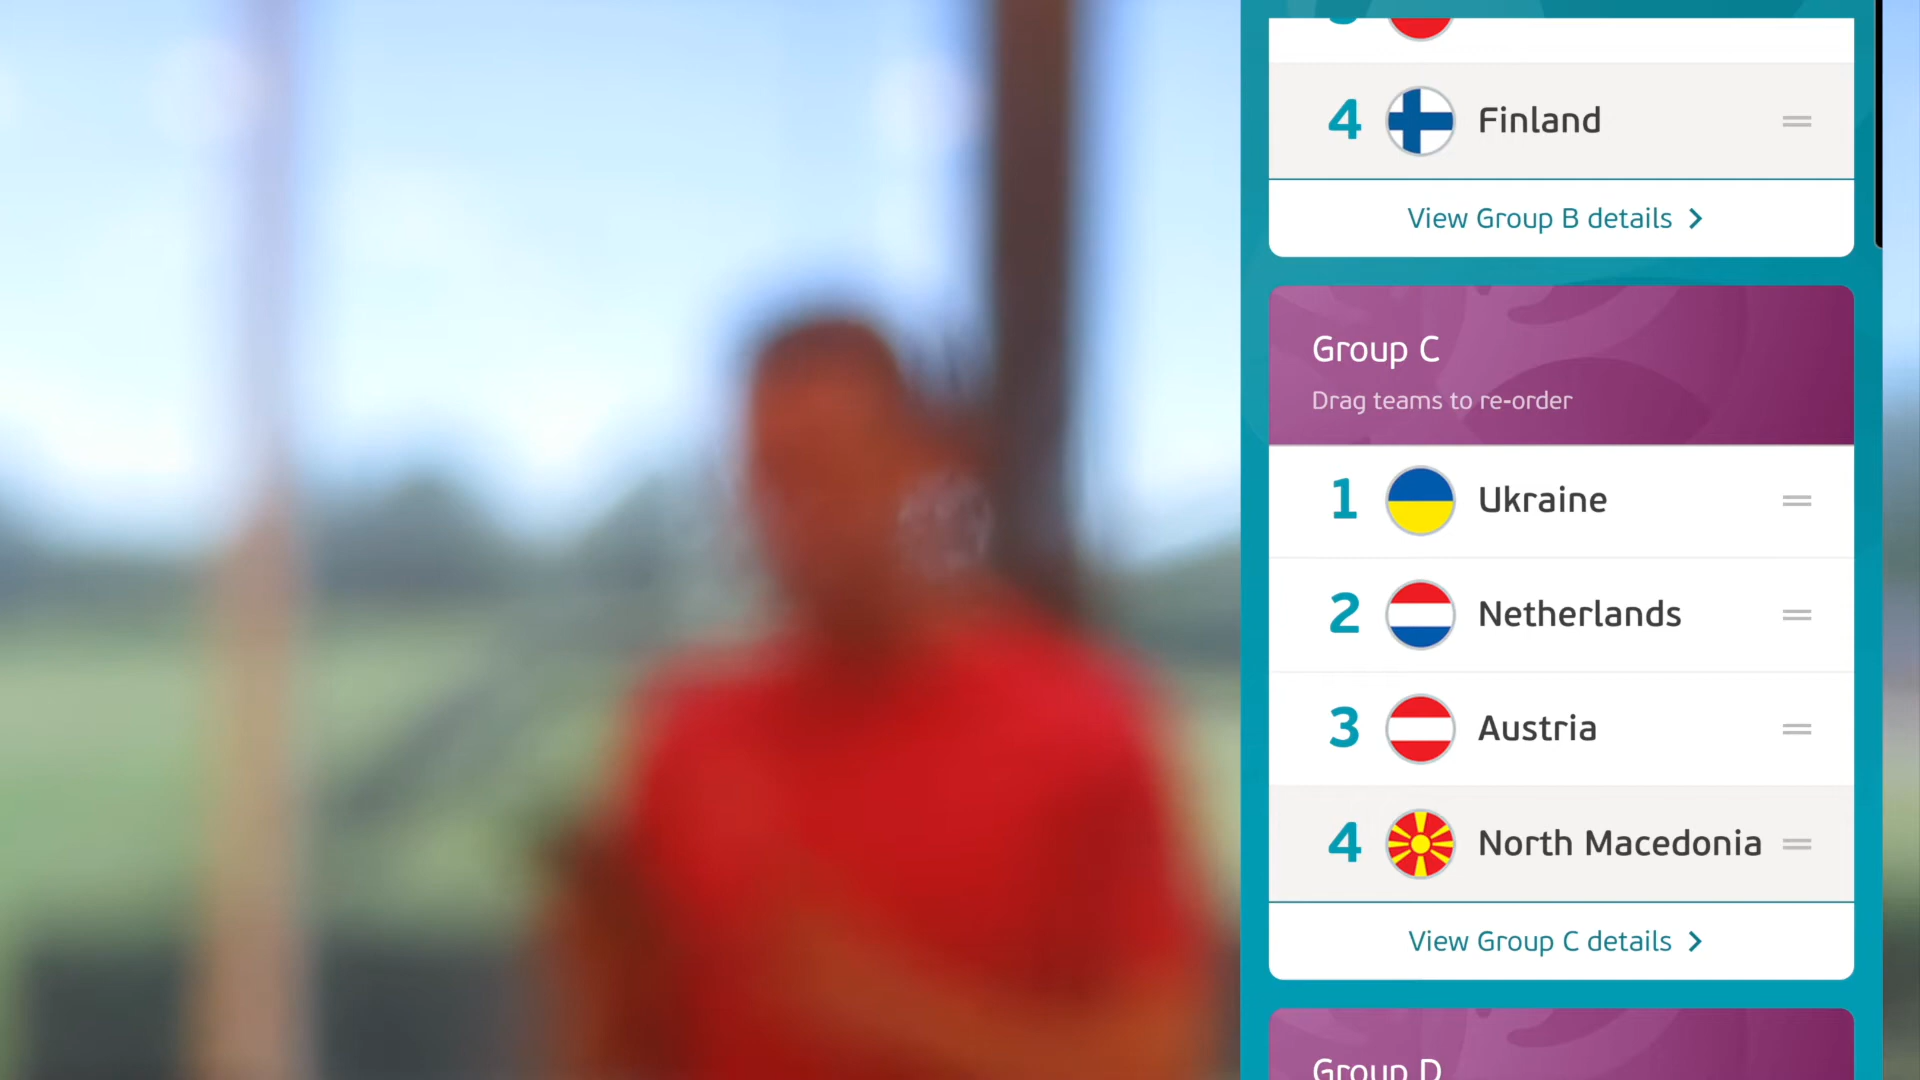 4 Finland
View Group B details
Group C
Drag teams to re-order
1 Ukraine
2 Netherlands
3 Austria
4 North Macedonia
View Group C details
Group D